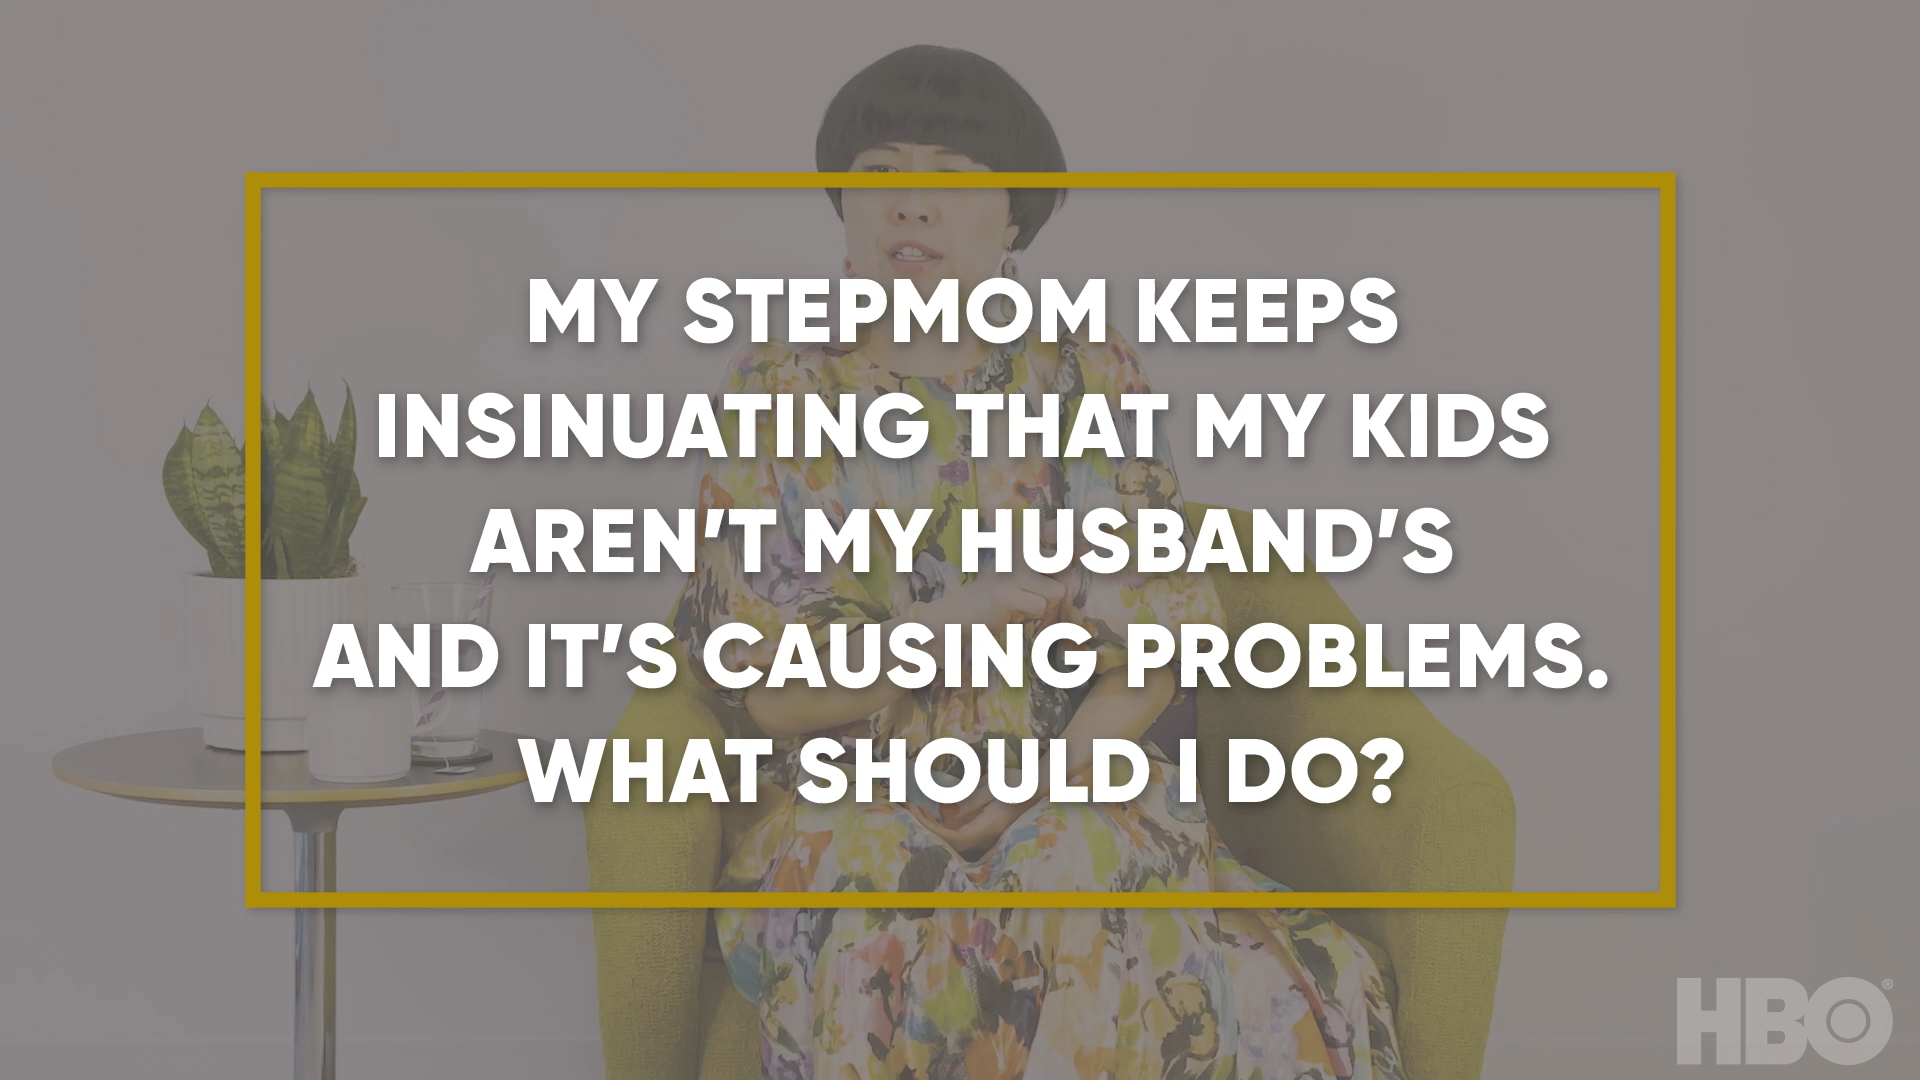 MY STEPMOM KEEPS
INSINUATING THAT MY KIDS
AREN’T MY HUSBAND’S
AND IT’S CAUSING PROBLEMS.
WHAT SHOULD I DO?
HBO®